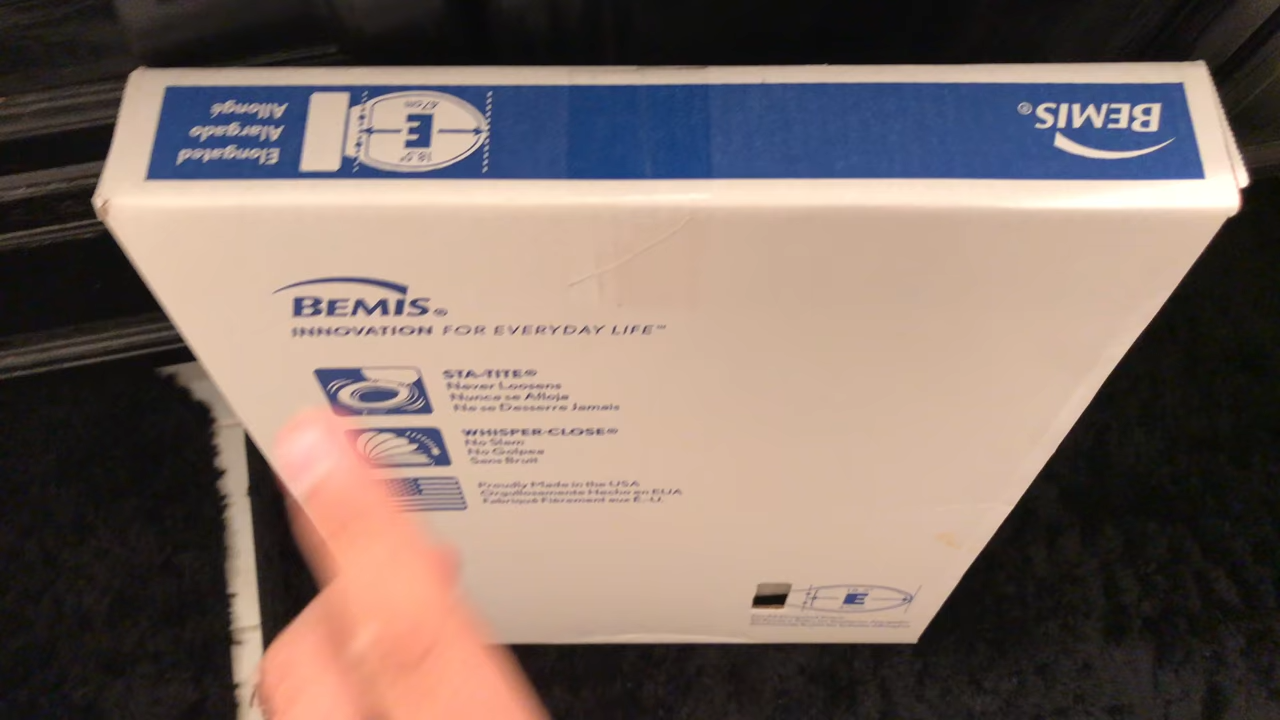 Elongated
Alargado
Allongé
18.5"
E
47cm
BEMIS®
BEMIS®
INNOVATION FOR EVERYDAY LIFE™
STA-TITE®
Never Loosens
Nunca se Afloja
Ne se Desserre Jamais
WHISPER•CLOSE®
No Slam
No Golpea
Sans Bruit
Proudly Made in the USA
Orgullosamente Hecho en EUA
Fabriqué Fièrement aux É.-U.
E